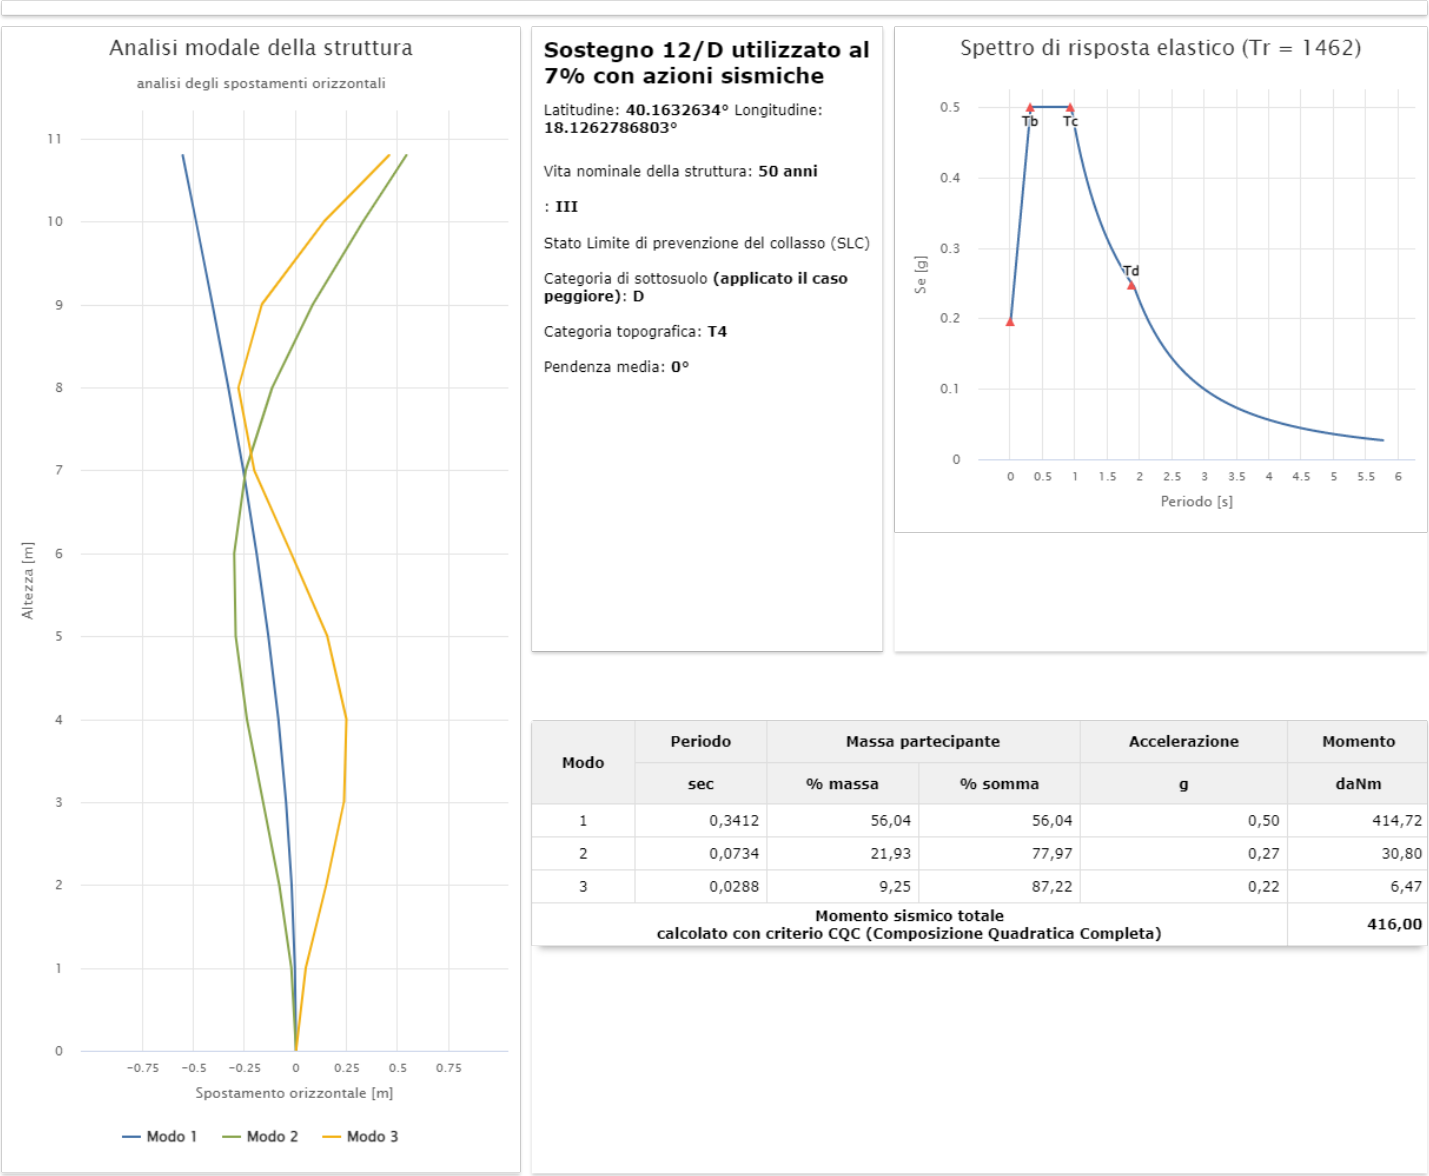 Analisi modale della struttura
analisi degli spostamenti orizzontali
11
10
9
8
7
6
5
4
3
2
1
0
Altezza [m]
-0.75 -0.5 -0.25 0 0.25 0.5 0.75
Spostamento orizzontale [m]
Modo 1 Modo 2 Modo 3
Sostegno 12/D utilizzato al
7% con azioni sismiche
Latitudine: 40.1632634° Longitudine:
18.1262786803°
Vita nominale della struttura: 50 anni
: III
Stato Limite di prevenzione del collasso (SLC)
Categoria di sottosuolo (applicato il caso
peggiore): D
Categoria topografica: T4
Pendenza media: 0°
Spettro di risposta elastico (Tr = 1462)
0.5
0.4
0.3
0.2
0.1
0
Se [g]
Tb Tc
Td
0 0.5 1 1.5 2 2.5 3 3.5 4 4.5 5 5.5 6
Periodo [s]
Modo Periodo Massa partecipante Accelerazione Momento
sec % massa % somma g daNm
1 0,3412 56,04 56,04 0,50 414,72
2 0,0734 21,93 77,97 0,27 30,80
3 0,0288 9,25 87,22 0,22 6,47
Momento sismico totale
calcolato con criterio CQC (Composizione Quadratica Completa) 416,00